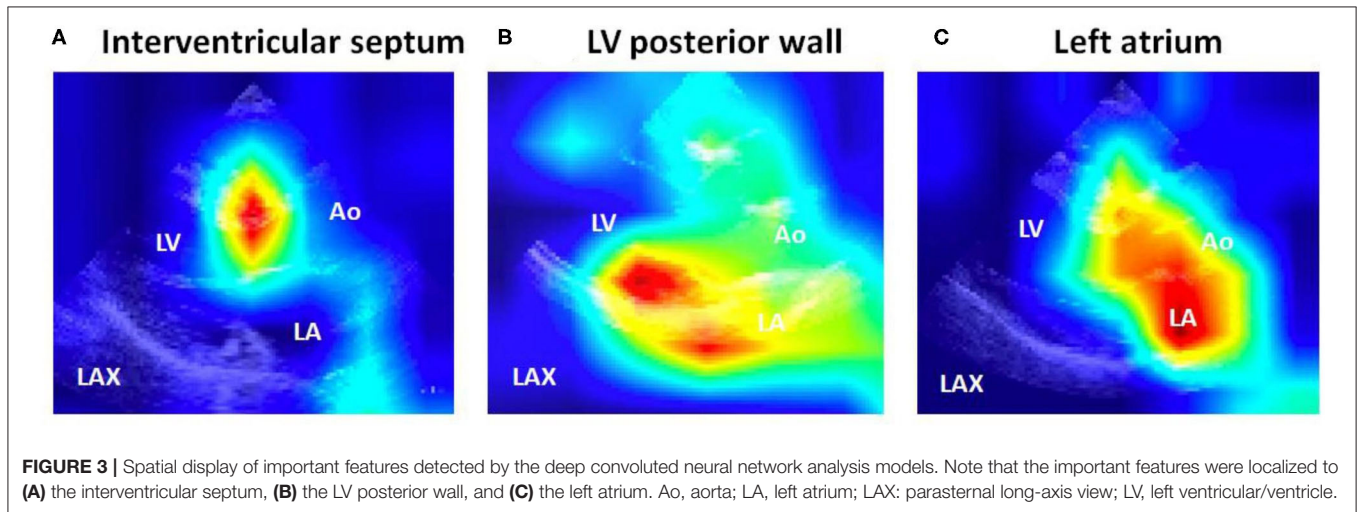 A Interventricular septum
B LV posterior wall
C Left atrium
LV
Ao
LA
LAX
LV
Ao
LA
LAX
LV
Ao
LA
LAX
FIGURE 3 | Spatial display of important features detected by the deep convoluted neural network analysis models. Note that the important features were localized to
(A) the interventricular septum, (B) the LV posterior wall, and (C) the left atrium. Ao, aorta; LA, left atrium; LAX: parasternal long-axis view; LV, left ventricular/ventricle.